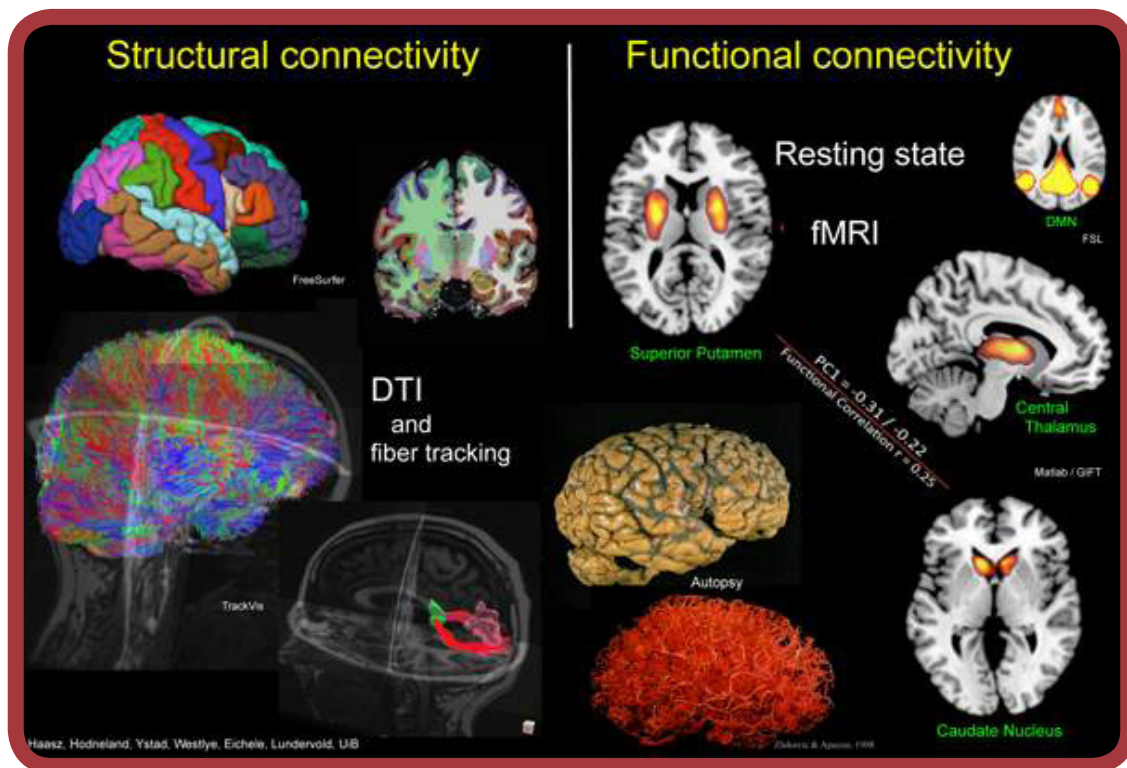 Structural connectivity
Functional connectivity
FreeSurfer
DTI
and
fiber tracking
TrackVis
Resting state
fMRI
DMN
FSL
Superior Putamen
PC1 = -0.31 / -0.22
Functional Correlation r = 0.25
Central
Thalamus
Matlab / GIFT
Autopsy
Caudate Nucleus
Haasz, Hodneland, Ystad, Westlye, Eichele, Lundervold, UiB
1998